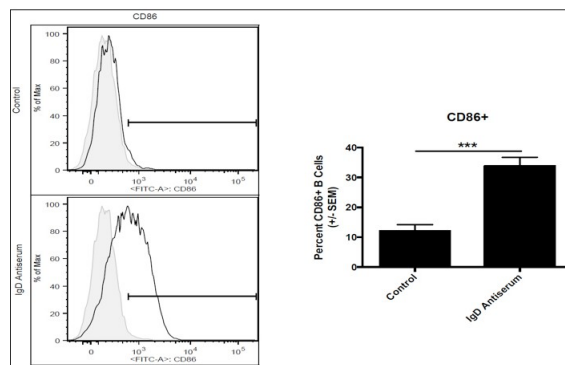 CD86
Control
% of Max
100
80
60
40
20
0
0
10³
10⁴
10⁵
<FITC-A>: CD86
IgD Antiserum
% of Max
100
80
60
40
20
0
0
10³
10⁴
10⁵
<FITC-A>: CD86
CD86+
***
Percent CD86+ B Cells
(+/- SEM)
40
30
20
10
0
Control
IgD Antiserum